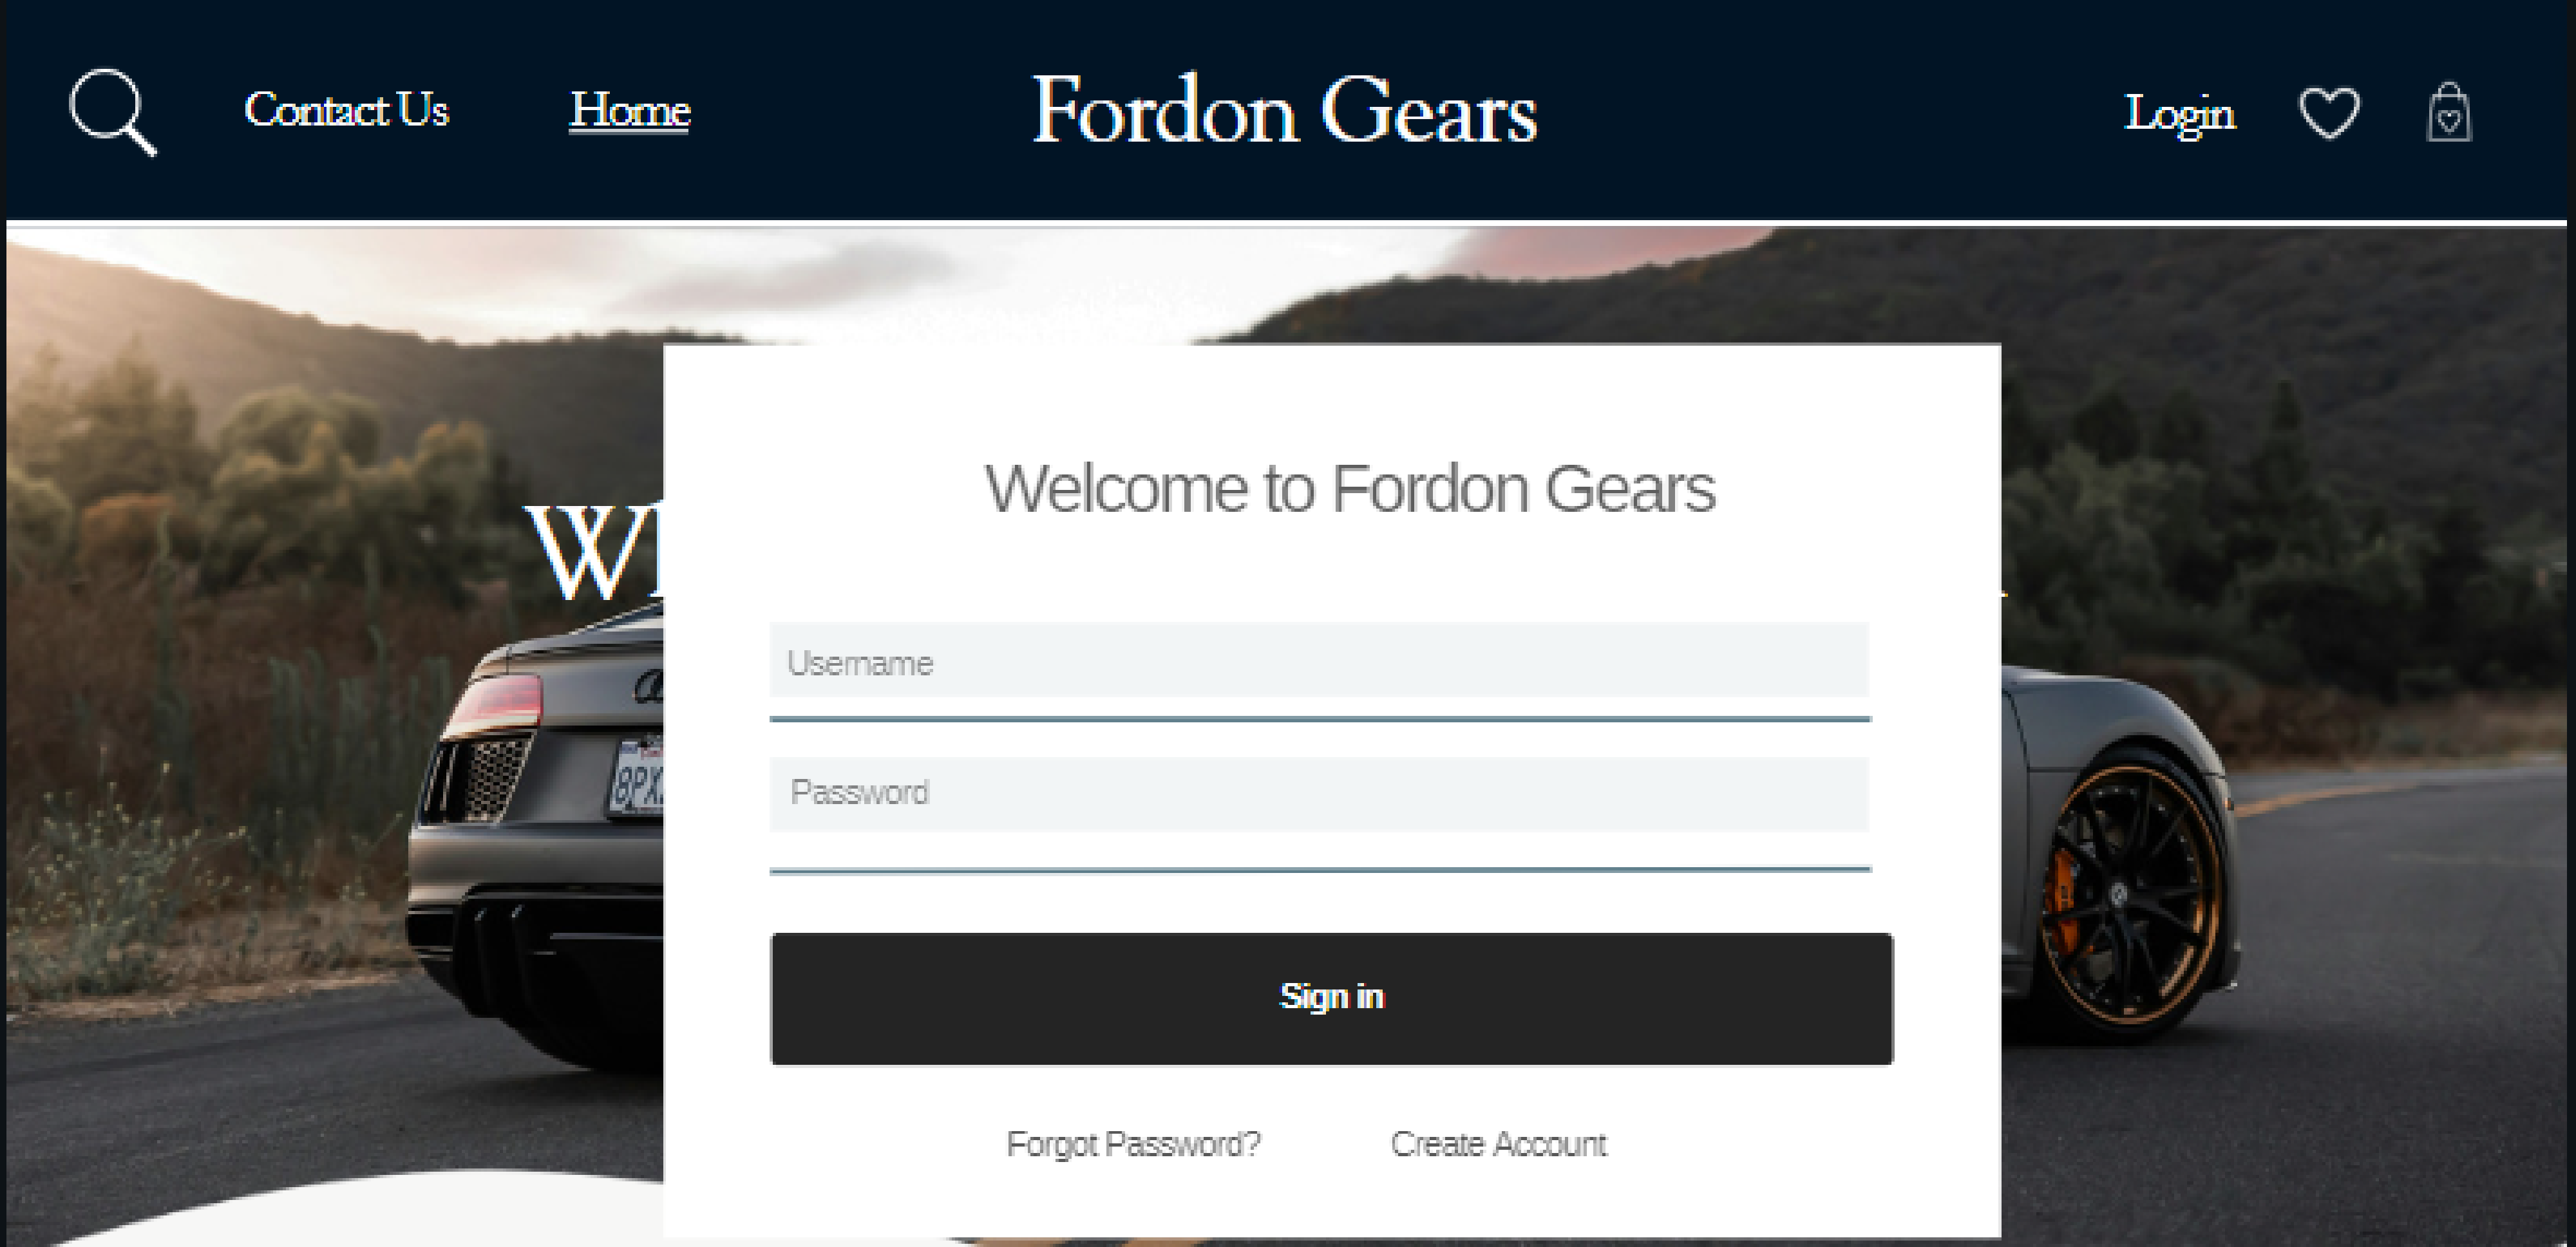 Contact Us
Home
Fordon Gears
Login
Welcome to Fordon Gears
Username
Password
Sign in
Forgot Password?
Create Account